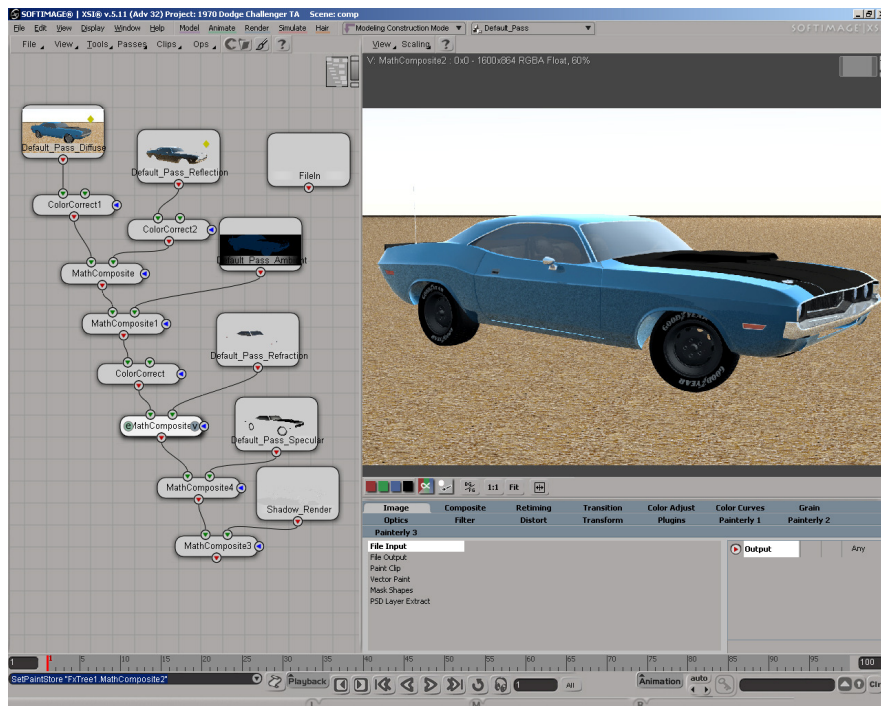 SOFTIMAGE® | XSI® v.5.11 (Adv 32) Project: 1970 Dodge Challenger TA    Scene: comp
File Edit View Display Window Help Model Animate Render Simulate Hair Modeling Construction Mode Default_Pass SOFTIMAGE | XSI
File View Tools Passes Clips Ops ? View Scaling ?
V: MathComposite2 : 0x0 - 1600x864 RGBA Float, 60%
Default_Pass_Diffuse
Default_Pass_Reflection
FileIn
ColorCorrect1
ColorCorrect2
Default_Pass_Ambient
MathComposite
MathComposite1
Default_Pass_Refraction
ColorCorrect
MathComposite
Default_Pass_Specular
MathComposite4
Shadow_Render
MathComposite3
GOODYEAR
GOODYEAR
GOODYEAR
1:1 Fit
Image Composite Retiming Transition Color Adjust Color Curves Grain
Optics Filter Distort Transform Plugins Painterly 1 Painterly 2
Painterly 3
File Input
File Output
Paint Clip
Vector Paint
Mask Shapes
PSD Layer Extract
Output Any
1 1 5 10 15 20 25 30 35 40 45 50 55 60 65 70 75 80 85 90 95 100
SetPaintStore "FxTree1.MathComposite2" Playback 1 All Animation auto Clr
L M R